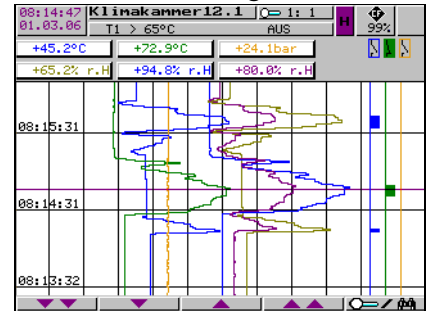 08:14:47 Klimakammer12.1 1: 1 H
01.03.06 T1 > 65°C AUS 99%
+45.2°C +72.9°C +24.1bar
+65.2% r.H +94.8% r.H +80.0% r.H
08:15:31
08:14:31
08:13:32